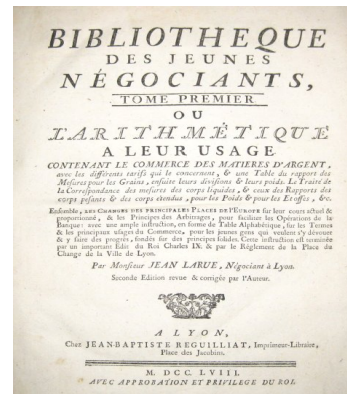 BIBLIOTHEQUE
DES JEUNES
NÉGOCIANTS,
TOME PREMIER
OU
L'ARITHMÉTIQUE
A LEUR USAGE
CONTENANT LE COMMERCE DES MATIERES D'ARGENT,
avec les différents tarifs qui le concernent, & une Table du rapport des
Mesures pour les Grains, ensuite leurs divisions & leurs poids. Le Traité de
la Correspondance des mesures des corps liquides, & ceux des Rapports des
corps pesants & des corps étendus, pour les Poids & pour les Etoffes, &c.
Ensemble, LES CHANGES DES PRINCIPALES PLACES DE L'EUROPE sur leur cours actuel &
proportionné, & les Principes des Arbitrages, pour faciliter les Opérations de la
Banque: avec une ample instruction, en forme de Table Alphabétique, sur les Termes
& les principaux usages du Commerce, pour les jeunes gens qui veulent s'y dévouer
& y faire des progrès, fondés sur des principes solides. Cette instruction est terminée
par un important Edit du Roi Charles IX & par le Réglement de la Place du
Change de la Ville de Lyon.
Par Monsieur JEAN LARUE, Négociant à Lyon.
Seconde Edition revue & corrigée par l'Auteur.
A LYON,
Chez JEAN-BAPTISTE REGUILLIAT, Imprimeur-Libraire,
Place des Jacobins.
M. DCC. LVIII.
AVEC APPROBATION ET PRIVILEGE DU ROI.